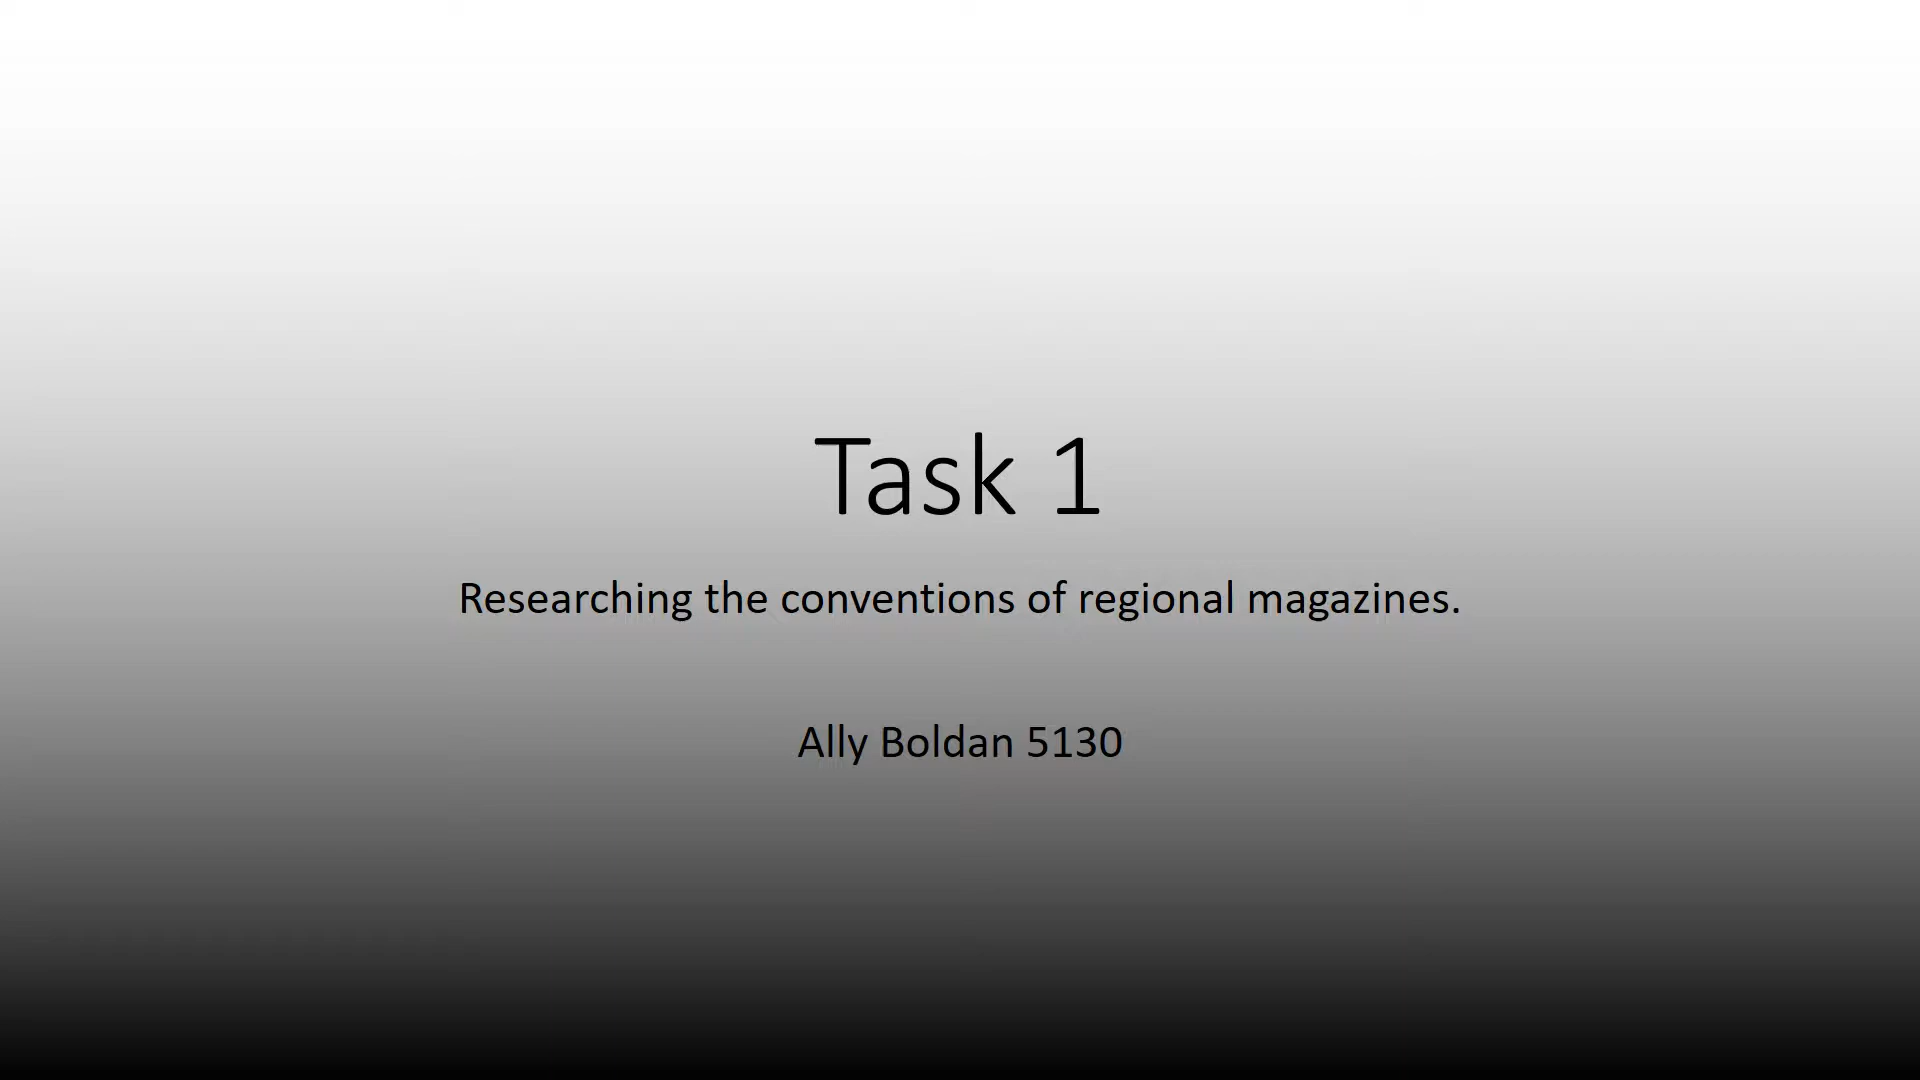 Task 1
Researching the conventions of regional magazines.
Ally Boldan 5130